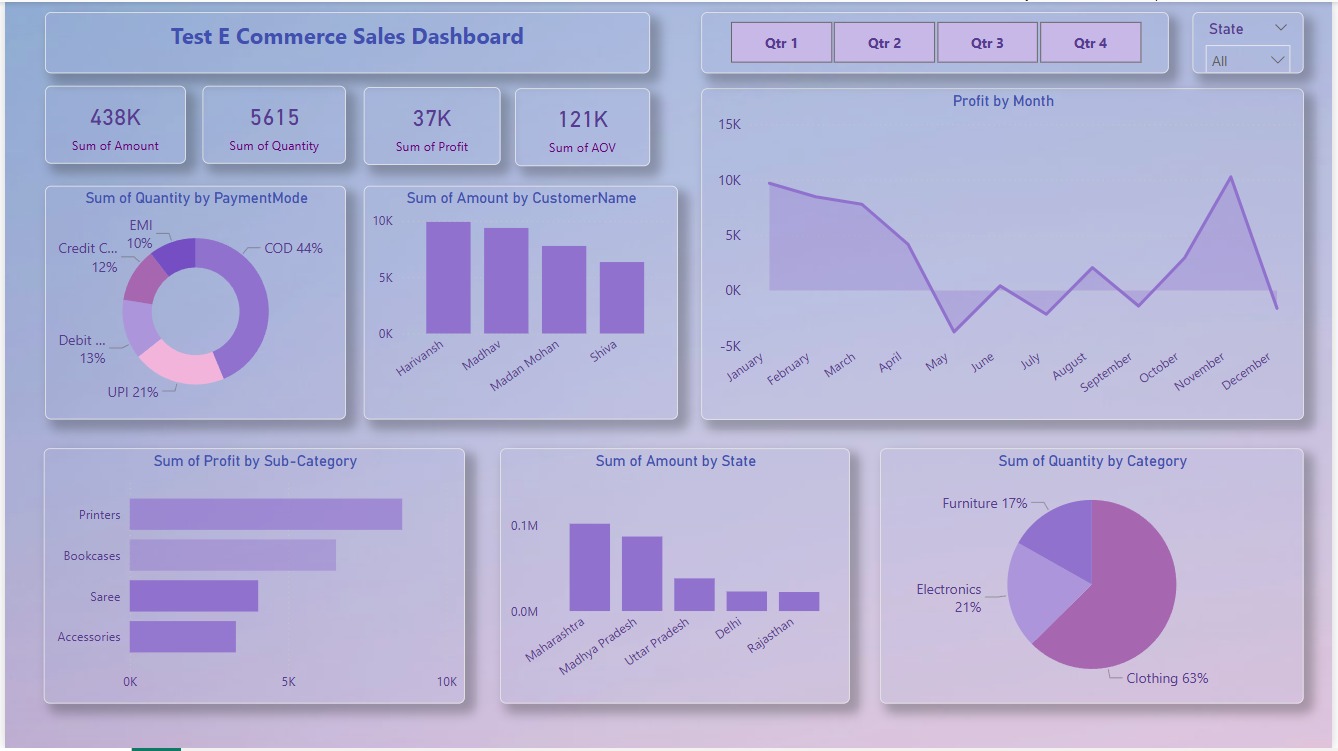 Test E Commerce Sales Dashboard
Qtr 1
Qtr 2
Qtr 3
Qtr 4
State
All
438K
Sum of Amount
5615
Sum of Quantity
37K
Sum of Profit
121K
Sum of AOV
Sum of Quantity by PaymentMode
EMI
10%
Credit C...
12%
COD 44%
Debit ...
13%
UPI 21%
Sum of Amount by CustomerName
10K
5K
0K
Harivansh
Madhav
Madan Mohan
Shiva
Profit by Month
15K
10K
5K
0K
-5K
January
February
March
April
May
June
July
August
September
October
November
December
Sum of Profit by Sub-Category
Printers
Bookcases
Saree
Accessories
0K
5K
10K
Sum of Amount by State
0.1M
0.0M
Maharashtra
Madhya Pradesh
Uttar Pradesh
Delhi
Rajasthan
Sum of Quantity by Category
Furniture 17%
Electronics
21%
Clothing 63%